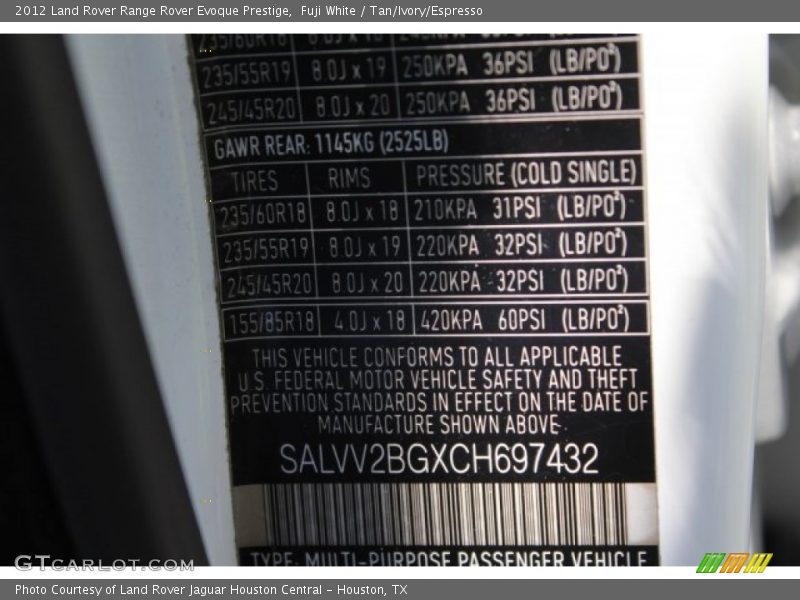 2012 Land Rover Range Rover Evoque Prestige, Fuji White / Tan/Ivory/Espresso
235/60R18 8.0J x 18
235/55R19 8.0J x 19 250KPA 36PSI (LB/PO²)
245/45R20 8.0J x 20 250KPA 36PSI (LB/PO²)
GAWR REAR: 1145KG (2525LB)
TIRES RIMS PRESSURE (COLD SINGLE)
235/60R18 8.0J x 18 210KPA 31PSI (LB/PO²)
235/55R19 8.0J x 19 220KPA 32PSI (LB/PO²)
245/45R20 8.0J x 20 220KPA 32PSI (LB/PO²)
155/85R18 4.0J x 18 420KPA 60PSI (LB/PO²)
THIS VEHICLE CONFORMS TO ALL APPLICABLE
U.S. FEDERAL MOTOR VEHICLE SAFETY AND THEFT
PREVENTION STANDARDS IN EFFECT ON THE DATE OF
MANUFACTURE SHOWN ABOVE.
SALVV2BGXCH697432
TYPE: MULTI-PURPOSE PASSENGER VEHICLE
GTCARLOT.COM
Photo Courtesy of Land Rover Jaguar Houston Central - Houston, TX